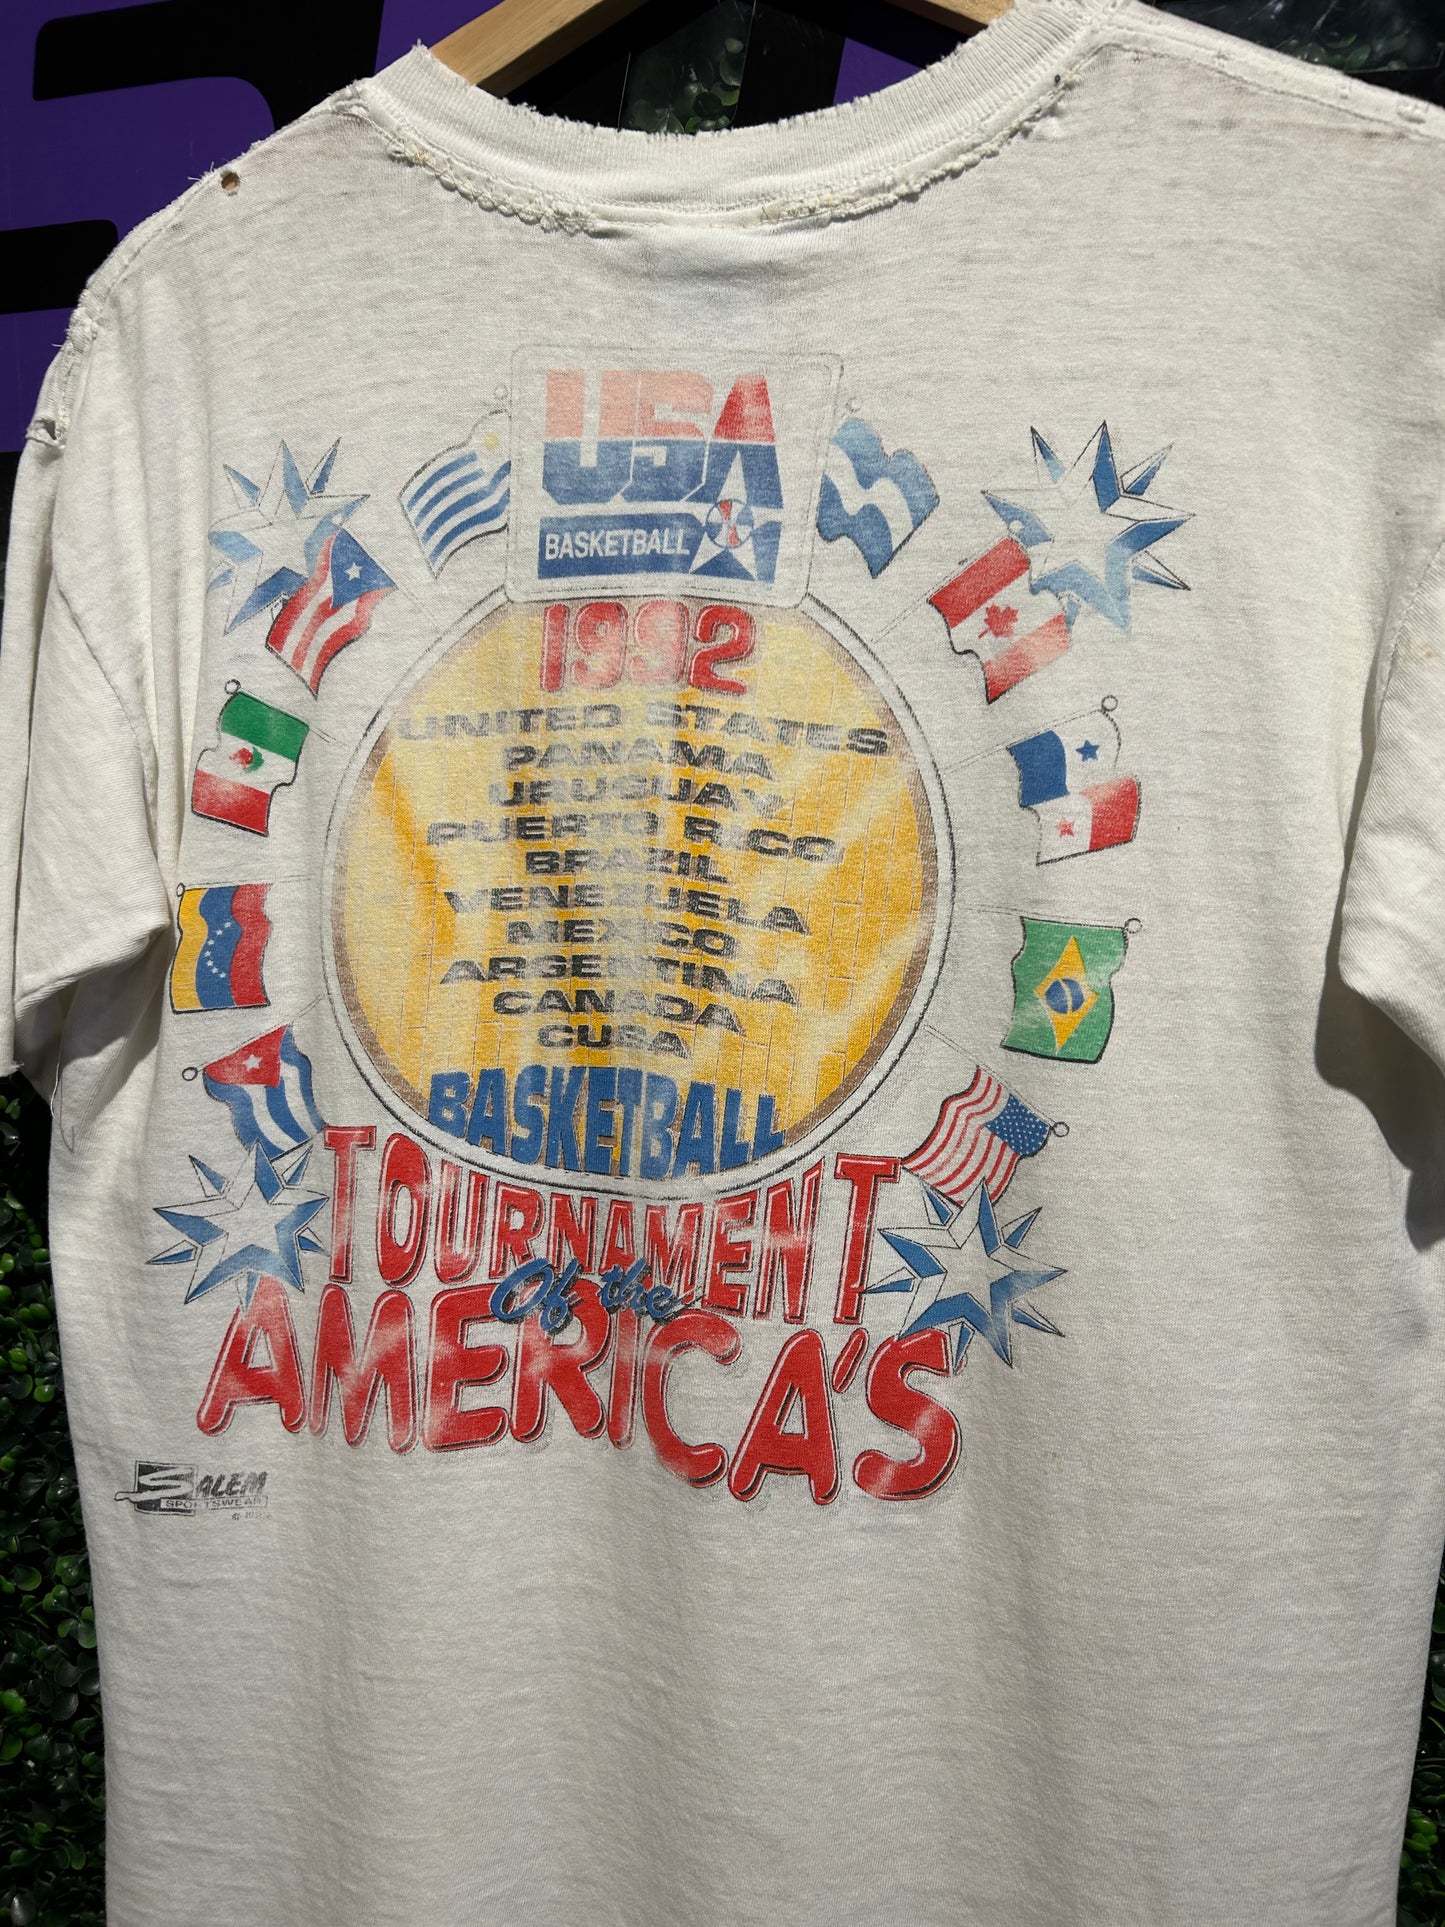 USA
BASKETBALL
1992
UNITED STATES
PANAMA
URUGUAY
PUERTO RICO
BRAZIL
VENEZUELA
MEXICO
ARGENTINA
CANADA
CUBA
BASKETBALL
TOURNAMENT
Of the
AMERICA'S
SALEM
SPORTSWEAR